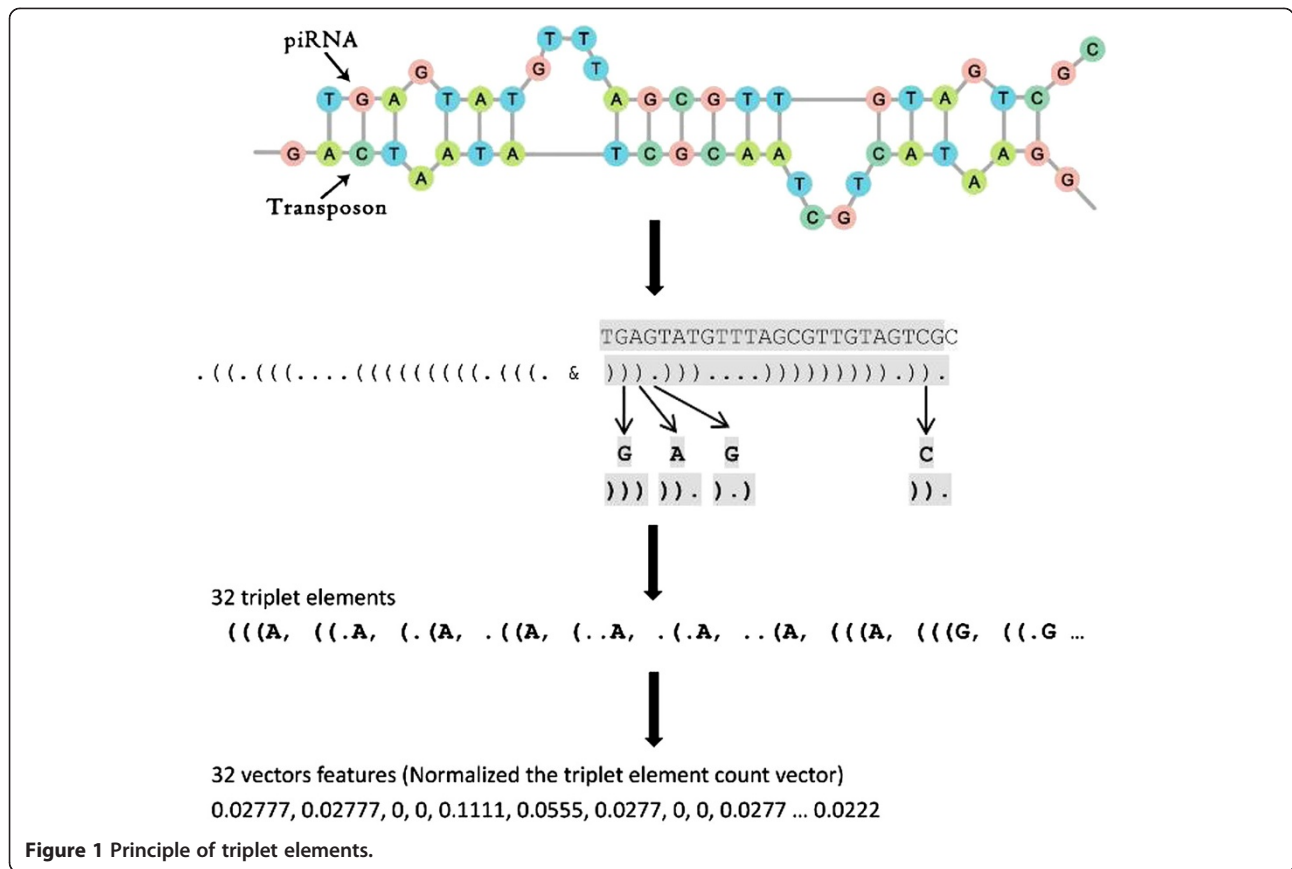 piRNA
T G A G T A T G T T T A G C G T T G T A G T C G C
G A C T A A T A T C G C A A T C G T C A T A A G G
Transposon
TGAGTATGTTTAGCGTTGTAGTCGC
.((.(((....(((((((((.(((. & ))).)))....))))))))).)).
G A G C
))) )). ).) )).
32 triplet elements
(((A, ((.A, (.(A, .((A, (..A, .(.A, ..(A, (((A, (((G, ((.G ...
32 vectors features (Normalized the triplet element count vector)
0.02777, 0.02777, 0, 0, 0.1111, 0.0555, 0.0277, 0, 0, 0.0277 ... 0.0222
Figure 1 Principle of triplet elements.